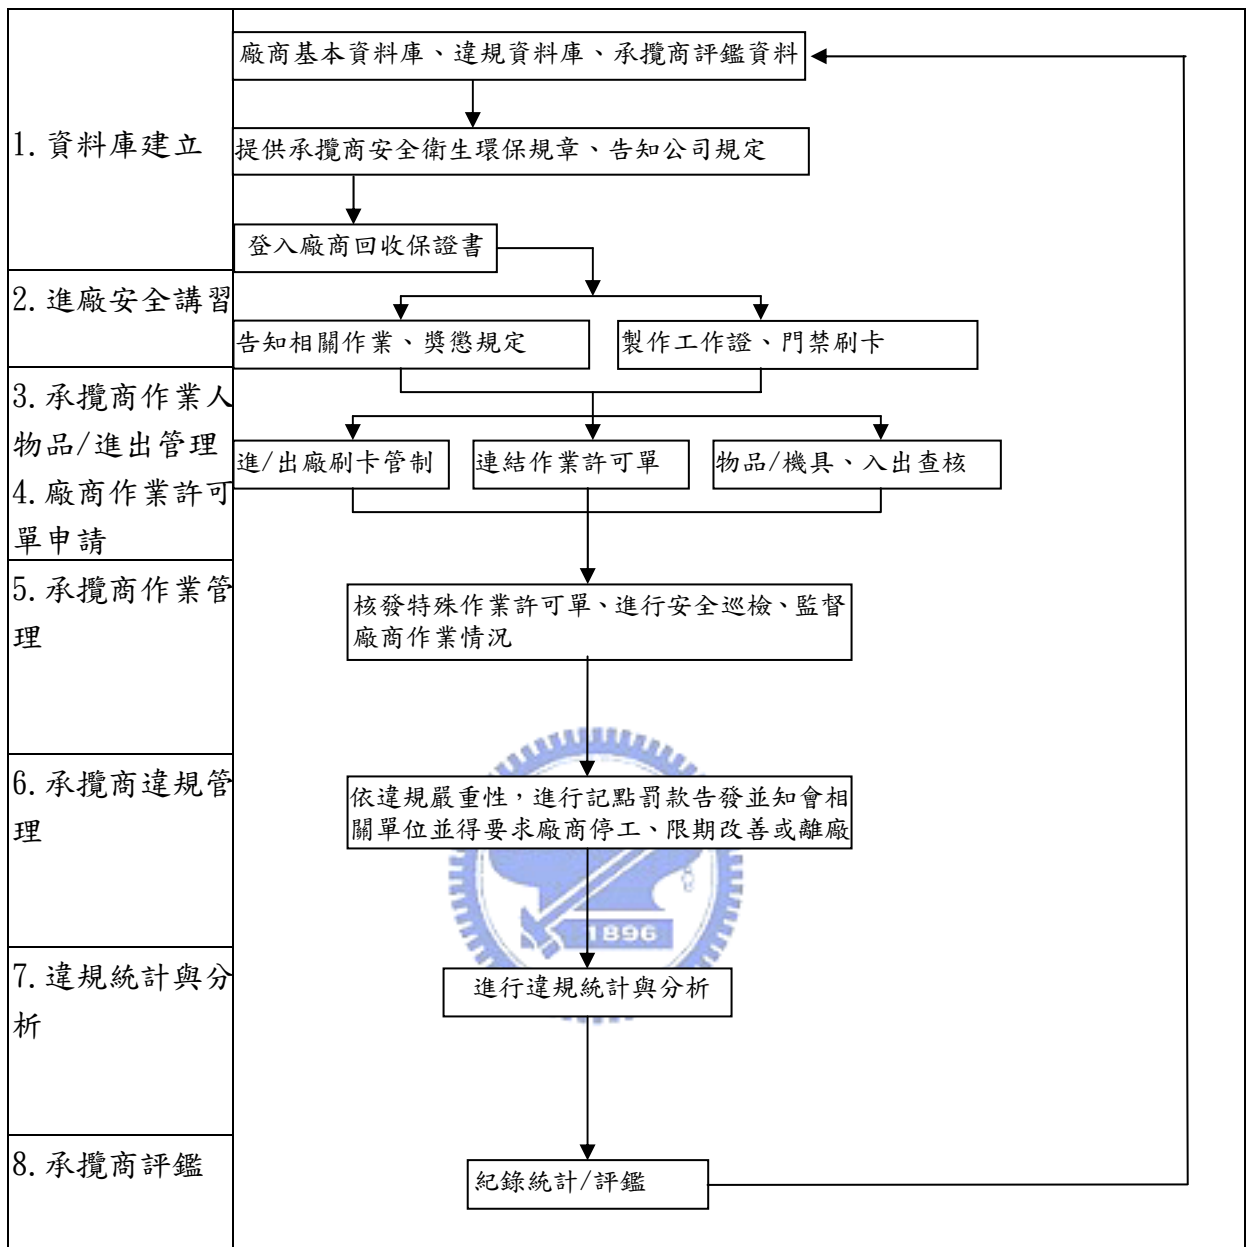 廠商基本資料庫、違規資料庫、承攬商評鑑資料
1.資料庫建立
提供承攬商安全衛生環保規章、告知公司規定
登入廠商回收保證書
2.進廠安全講習
告知相關作業、獎懲規定
製作工作證、門禁刷卡
3.承攬商作業人
物品/進出管理
4.廠商作業許可
單申請
進/出廠刷卡管制
連結作業許可單
物品/機具、入出查核
5.承攬商作業管
理
核發特殊作業許可單、進行安全巡檢、監督
廠商作業情況
6.承攬商違規管
理
依違規嚴重性，進行記點罰款告發並知會相
關單位並得要求廠商停工、限期改善或離廠
1896
7.違規統計與分
析
進行違規統計與分析
8.承攬商評鑑
紀錄統計/評鑑